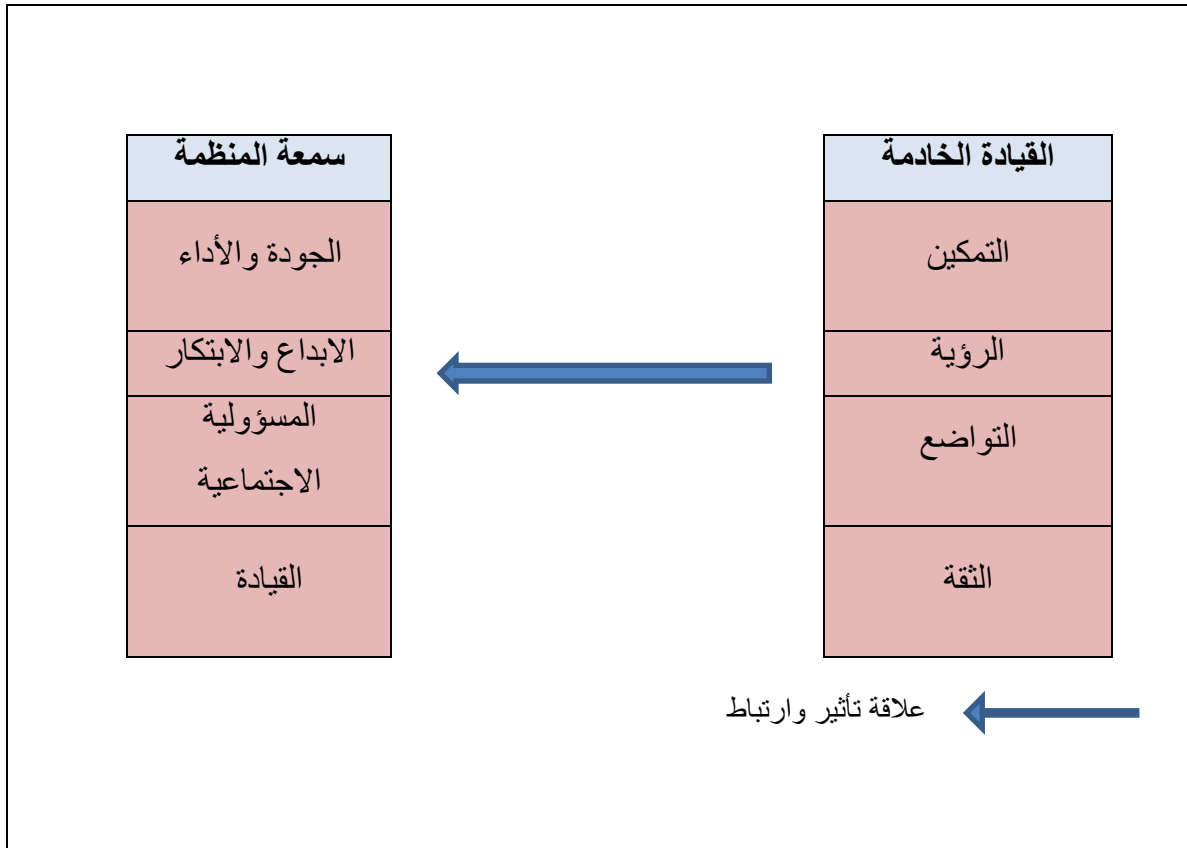 القيادة الخادمة
التمكين
الرؤية
التواضع
الثقة
سمعة المنظمة
الجودة والأداء
الابداع والابتكار
المسؤولية
الاجتماعية
القيادة
علاقة تأثير وارتباط